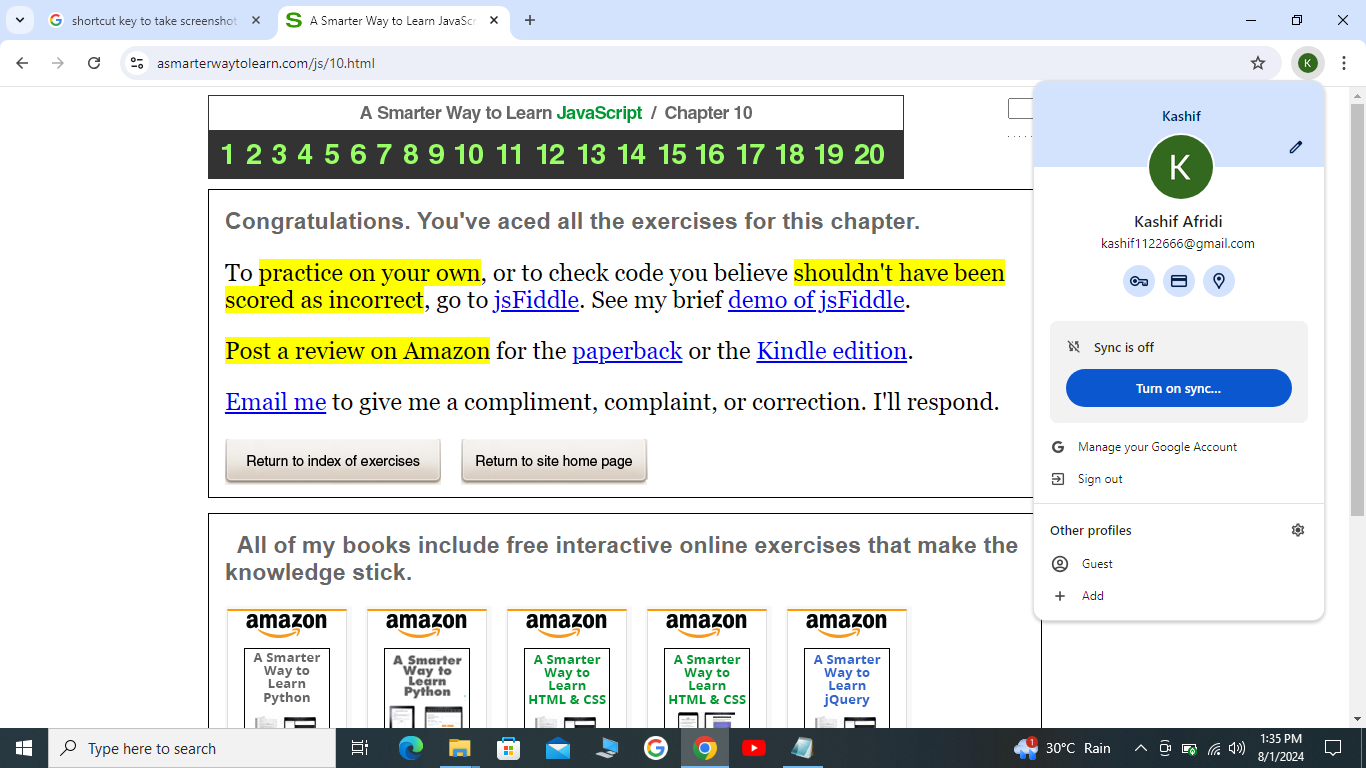 shortcut key to take screenshot
A Smarter Way to Learn JavaScr
asmarterwaytolearn.com/js/10.html
K
A Smarter Way to Learn JavaScript / Chapter 10
1 2 3 4 5 6 7 8 9 10 11 12 13 14 15 16 17 18 19 20
Congratulations. You've aced all the exercises for this chapter.
To practice on your own, or to check code you believe shouldn't have been
scored as incorrect, go to jsFiddle. See my brief demo of jsFiddle.
Post a review on Amazon for the paperback or the Kindle edition.
Email me to give me a compliment, complaint, or correction. I'll respond.
Return to index of exercises
Return to site home page
All of my books include free interactive online exercises that make the
knowledge stick.
amazon
A Smarter
Way to
Learn
Python
amazon
A Smarter
Way to
Learn
Python
amazon
A Smarter
Way to
Learn
HTML & CSS
amazon
A Smarter
Way to
Learn
HTML & CSS
amazon
A Smarter
Way to
Learn
jQuery
Kashif
K
Kashif Afridi
kashif1122666@gmail.com
Sync is off
Turn on sync...
Manage your Google Account
Sign out
Other profiles
Guest
Add
Type here to search
1
30°C Rain
1:35 PM
8/1/2024